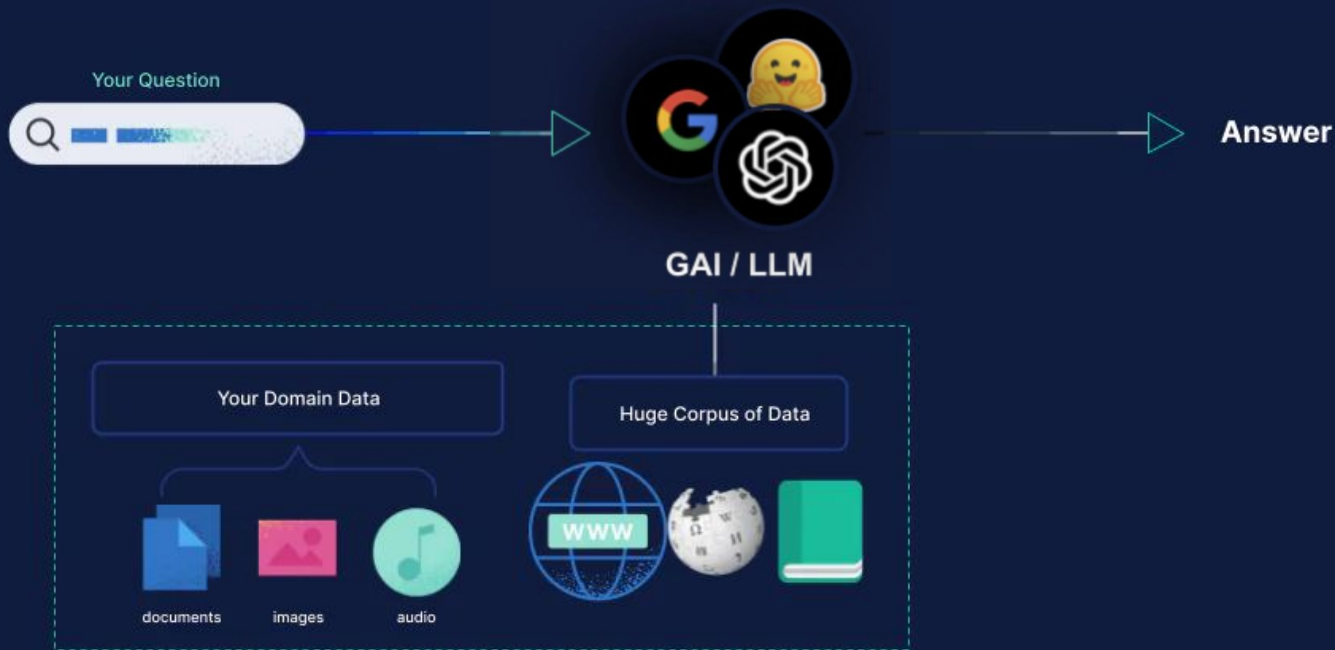 Your Question
Answer
GAI / LLM
Your Domain Data
Huge Corpus of Data
WWW
documents
images
audio